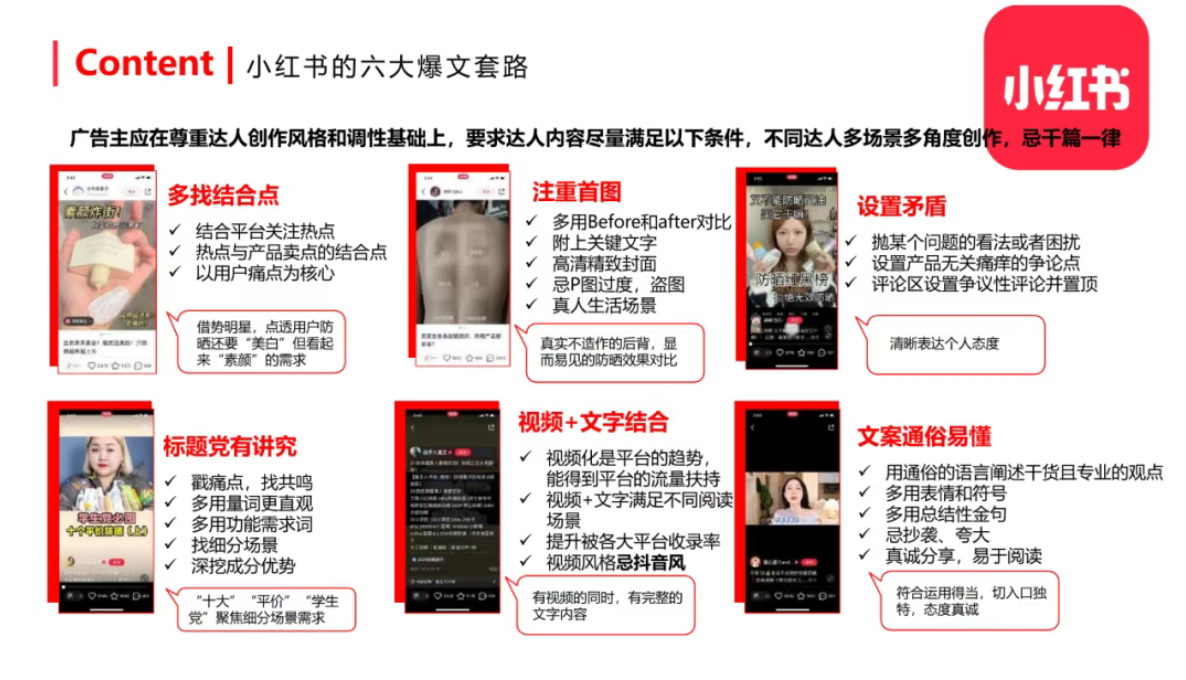 Content
小红书的六大爆文套路
小红书
广告主应在尊重达人创作风格和调性基础上，要求达人内容尽量满足以下条件，不同达人多场景多角度创作，忌千篇一律
素颜炸街！
多找结合点
✓ 结合平台关注热点
✓ 热点与产品卖点的结合点
✓ 以用户痛点为核心
借势明星，点透用户防
晒还要“美白”但看起
来“素颜”的需求
注重首图
✓ 多用Before和after对比
✓ 附上关键文字
✓ 高清精致封面
✓ 忌P图过度，盗图
✓ 真人生活场景
真实不造作的后背，显
而易见的防晒效果对比
防晒红黑榜
设置矛盾
✓ 抛某个问题的看法或者困扰
✓ 设置产品无关痛痒的争论点
✓ 评论区设置争议性评论并置顶
清晰表达个人态度
学生党必囤
十个平价防晒（上）
标题党有讲究
✓ 戳痛点，找共鸣
✓ 多用量词更直观
✓ 多用功能需求词
✓ 找细分场景
✓ 深挖成分优势
“十大”“平价”“学生
党”聚焦细分场景需求
视频+文字结合
✓ 视频化是平台的趋势，
能得到平台的流量扶持
✓ 视频+文字满足不同阅读
场景
✓ 提升被各大平台收录率
✓ 视频风格忌抖音风
有视频的同时，有完整的
文字内容
文案通俗易懂
✓ 用通俗的语言阐述干货且专业的观点
✓ 多用表情和符号
✓ 多用总结性金句
✓ 忌抄袭、夸大
✓ 真诚分享，易于阅读
符合运用得当，切入口独
特，态度真诚